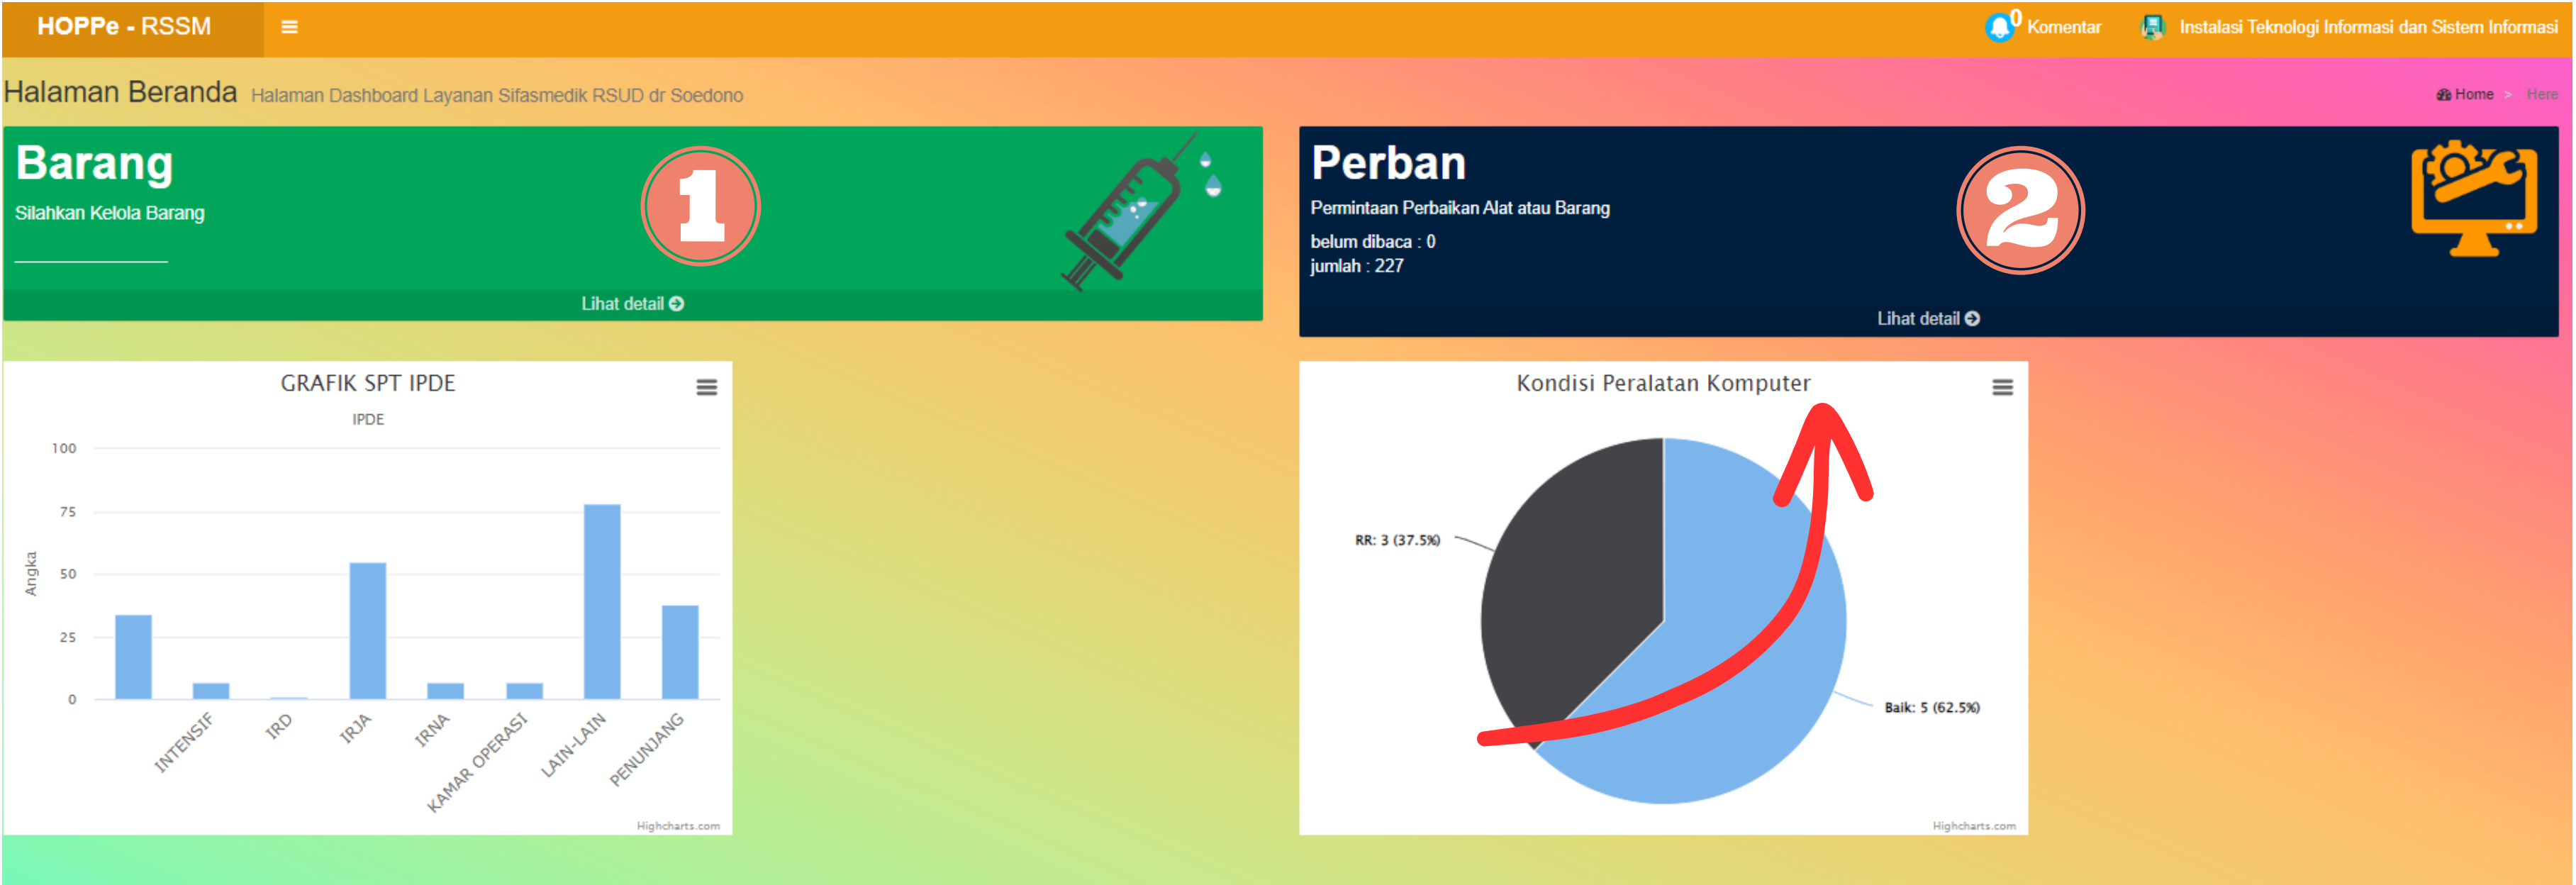 HOPPe - RSSM
0 Komentar
Instalasi Teknologi Informasi dan Sistem Informasi
Halaman Beranda Halaman Dashboard Layanan Sifasmedik RSUD dr Soedono
Home > Here
Barang
Silahkan Kelola Barang
1
Lihat detail
Perban
Permintaan Perbaikan Alat atau Barang
belum dibaca : 0
jumlah : 227
2
Lihat detail
GRAFIK SPT IPDE
IPDE
Angka
100
75
50
25
0
INTENSIF
IRD
IRJA
IRNA
KAMAR OPERASI
LAIN-LAIN
PENUNJANG
Highcharts.com
Kondisi Peralatan Komputer
RR: 3 (37.5%)
Baik: 5 (62.5%)
Highcharts.com